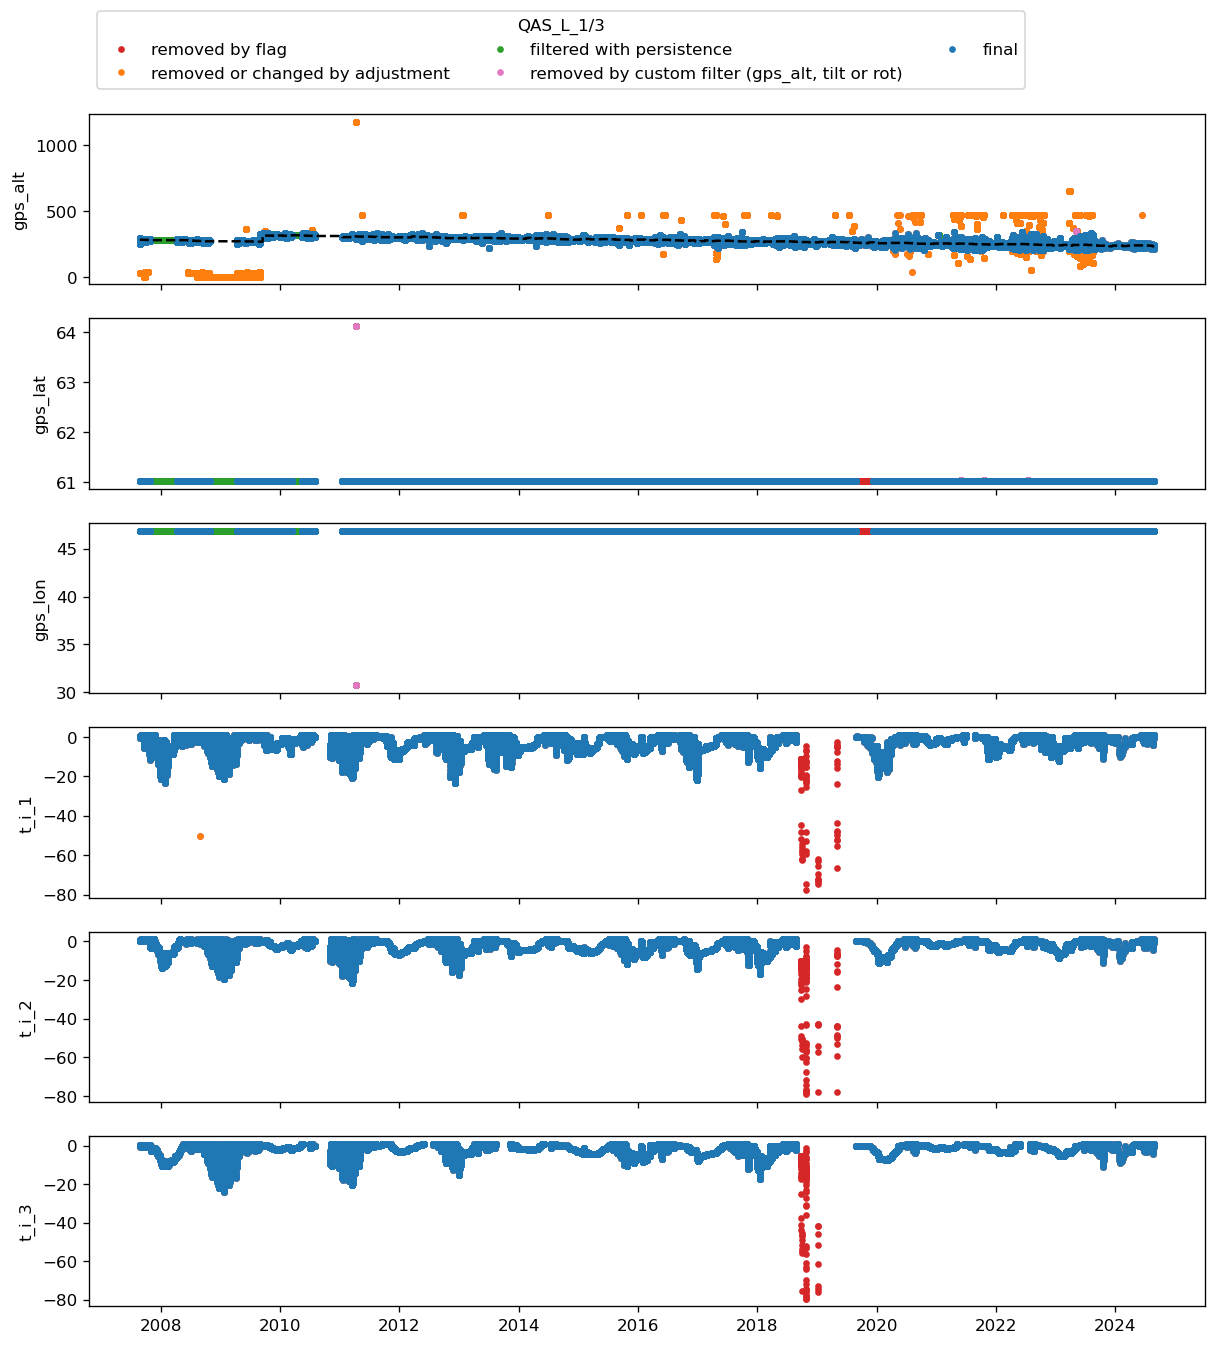 QAS_L_1/3
removed by flag
filtered with persistence
final
removed or changed by adjustment
removed by custom filter (gps_alt, tilt or rot)
gps_alt
1000
500
0
gps_lat
64
63
62
61
gps_lon
45
40
35
30
t_i_1
0
−20
−40
−60
−80
t_i_2
0
−20
−40
−60
−80
t_i_3
0
−20
−40
−60
−80
2008 2010 2012 2014 2016 2018 2020 2022 2024